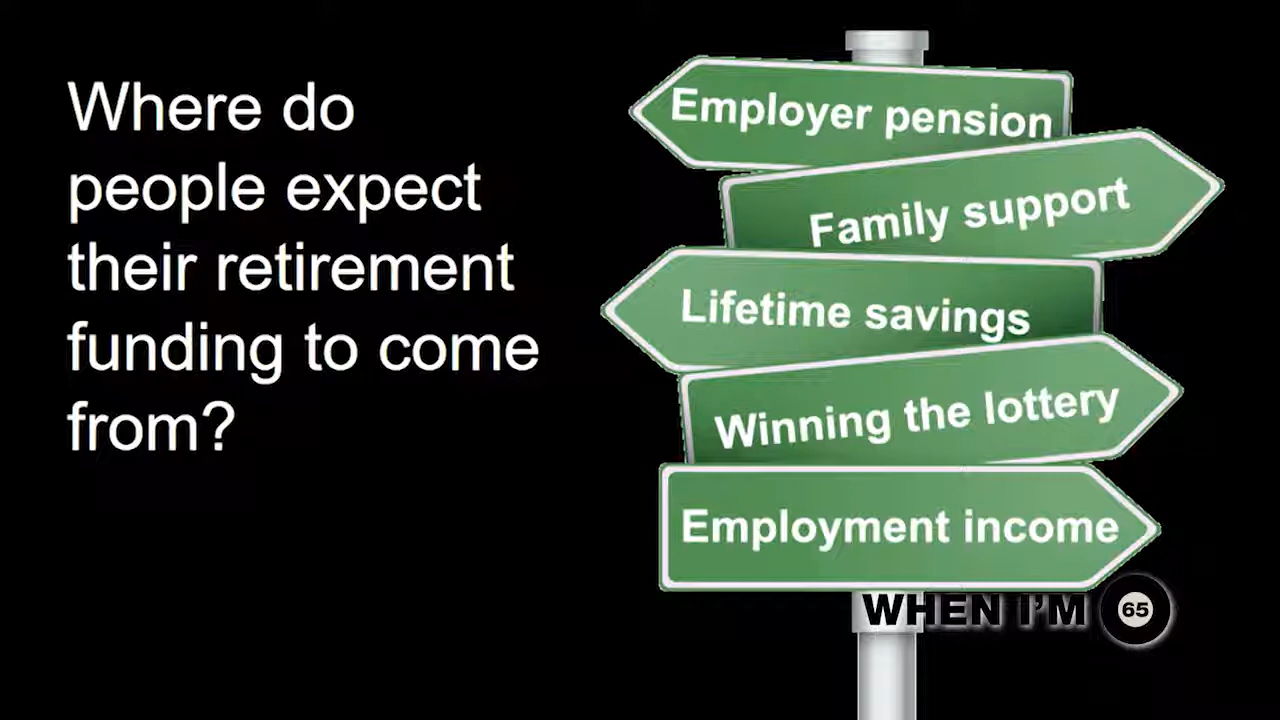 Where do
people expect
their retirement
funding to come
from?
Employer pension
Family support
Lifetime savings
Winning the lottery
Employment income
WHEN I'M 65